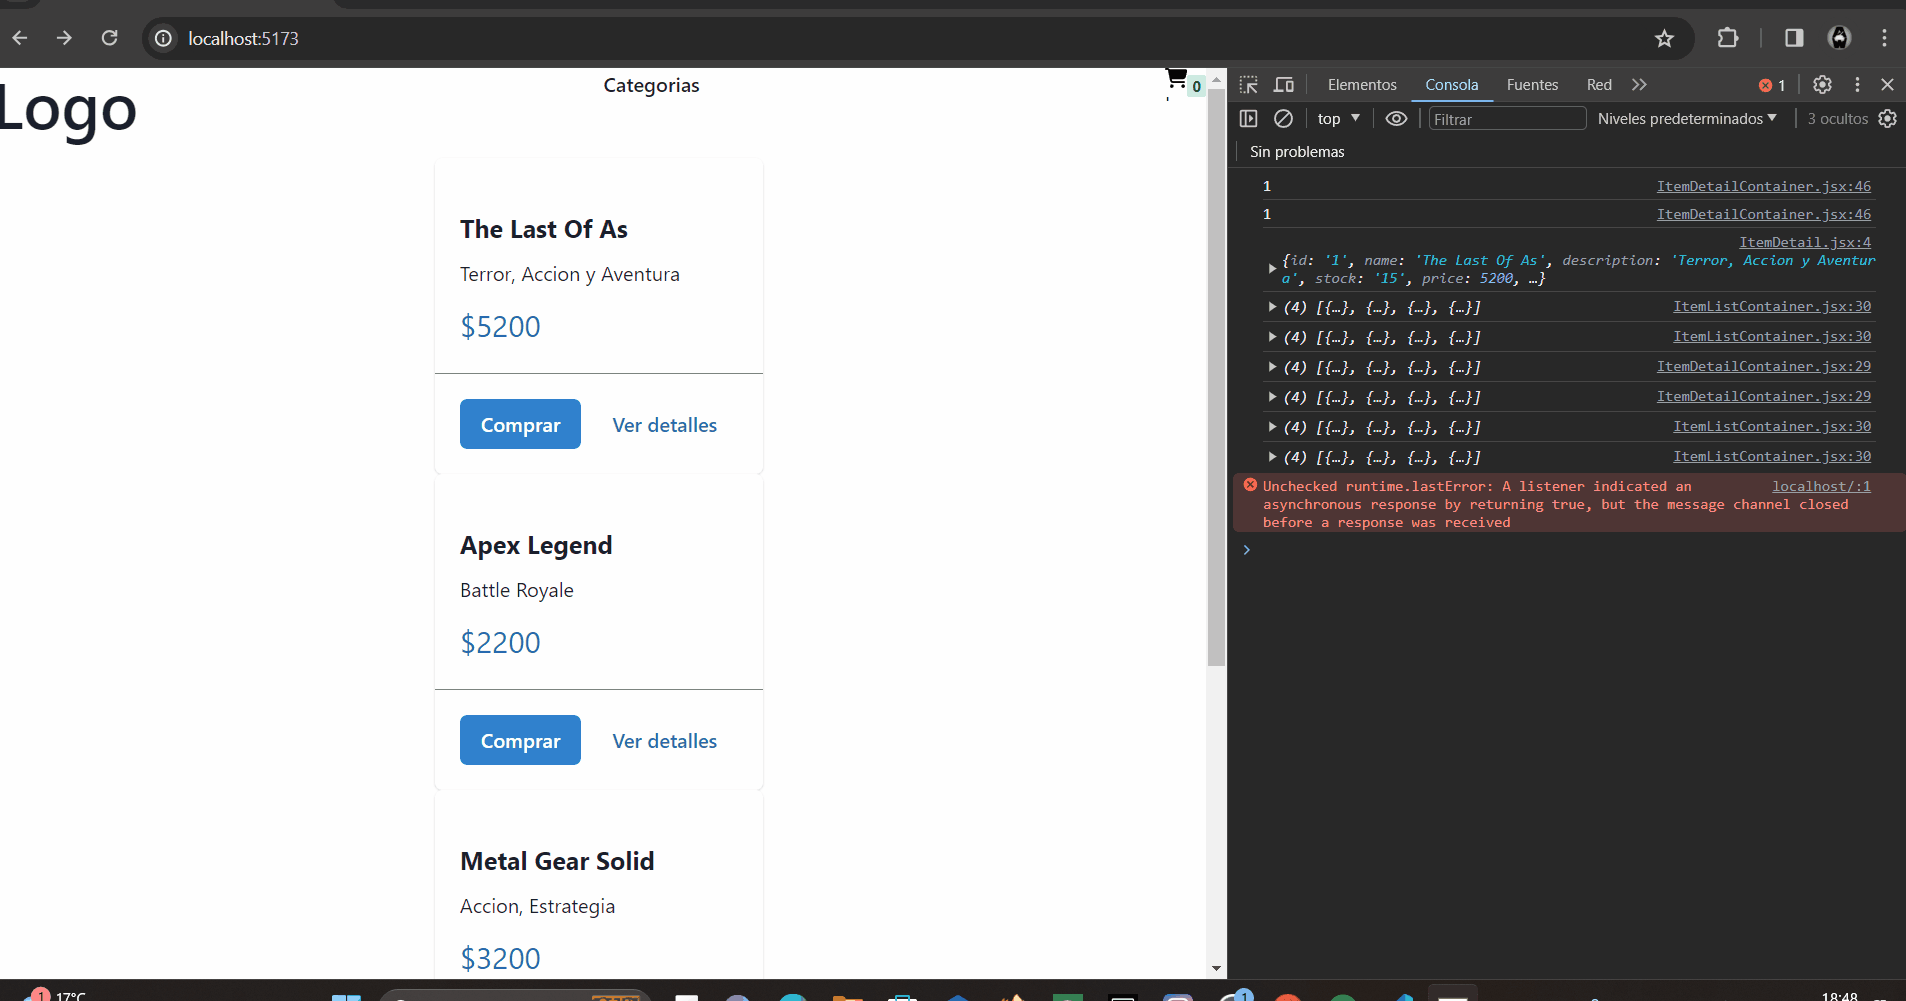 localhost:5173
Logo
Categorias
0
The Last Of As
Terror, Accion y Aventura
$5200
Comprar
Ver detalles
Apex Legend
Battle Royale
$2200
Comprar
Ver detalles
Metal Gear Solid
Accion, Estrategia
$3200
Elementos
Consola
Fuentes
Red
1
top
Filtrar
Niveles predeterminados
3 ocultos
Sin problemas
1 ItemDetailContainer.jsx:46
1 ItemDetailContainer.jsx:46
ItemDetail.jsx:4
{id: '1', name: 'The Last Of As', description: 'Terror, Accion y Aventur
a', stock: '15', price: 5200, …}
(4) [{…}, {…}, {…}, {…}] ItemListContainer.jsx:30
(4) [{…}, {…}, {…}, {…}] ItemListContainer.jsx:30
(4) [{…}, {…}, {…}, {…}] ItemDetailContainer.jsx:29
(4) [{…}, {…}, {…}, {…}] ItemDetailContainer.jsx:29
(4) [{…}, {…}, {…}, {…}] ItemListContainer.jsx:30
(4) [{…}, {…}, {…}, {…}] ItemListContainer.jsx:30
Unchecked runtime.lastError: A listener indicated an localhost/:1
asynchronous response by returning true, but the message channel closed
before a response was received
1
17°C
1
18:48